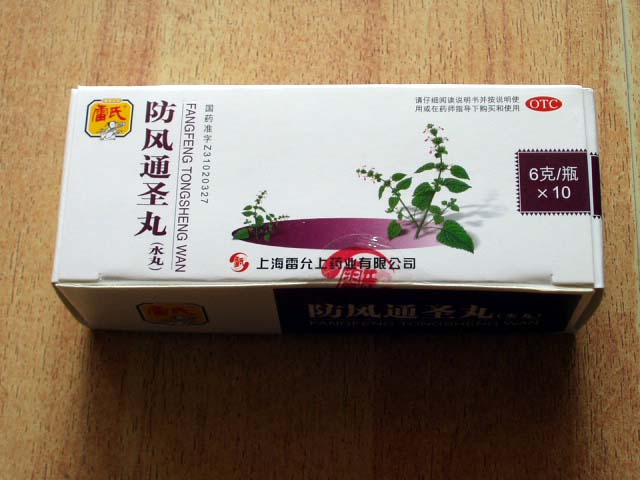 雷氏
防风通圣丸(水丸)
FANGFENG TONGSHENG WAN
国药准字Z31020327
请仔细阅读说明书并按说明使
用或在药师指导下购买和使用
OTC
6克/瓶
×10
上海雷允上药业有限公司
雷氏
防风通圣丸(水丸)
FANGFENG TONGSHENG WAN